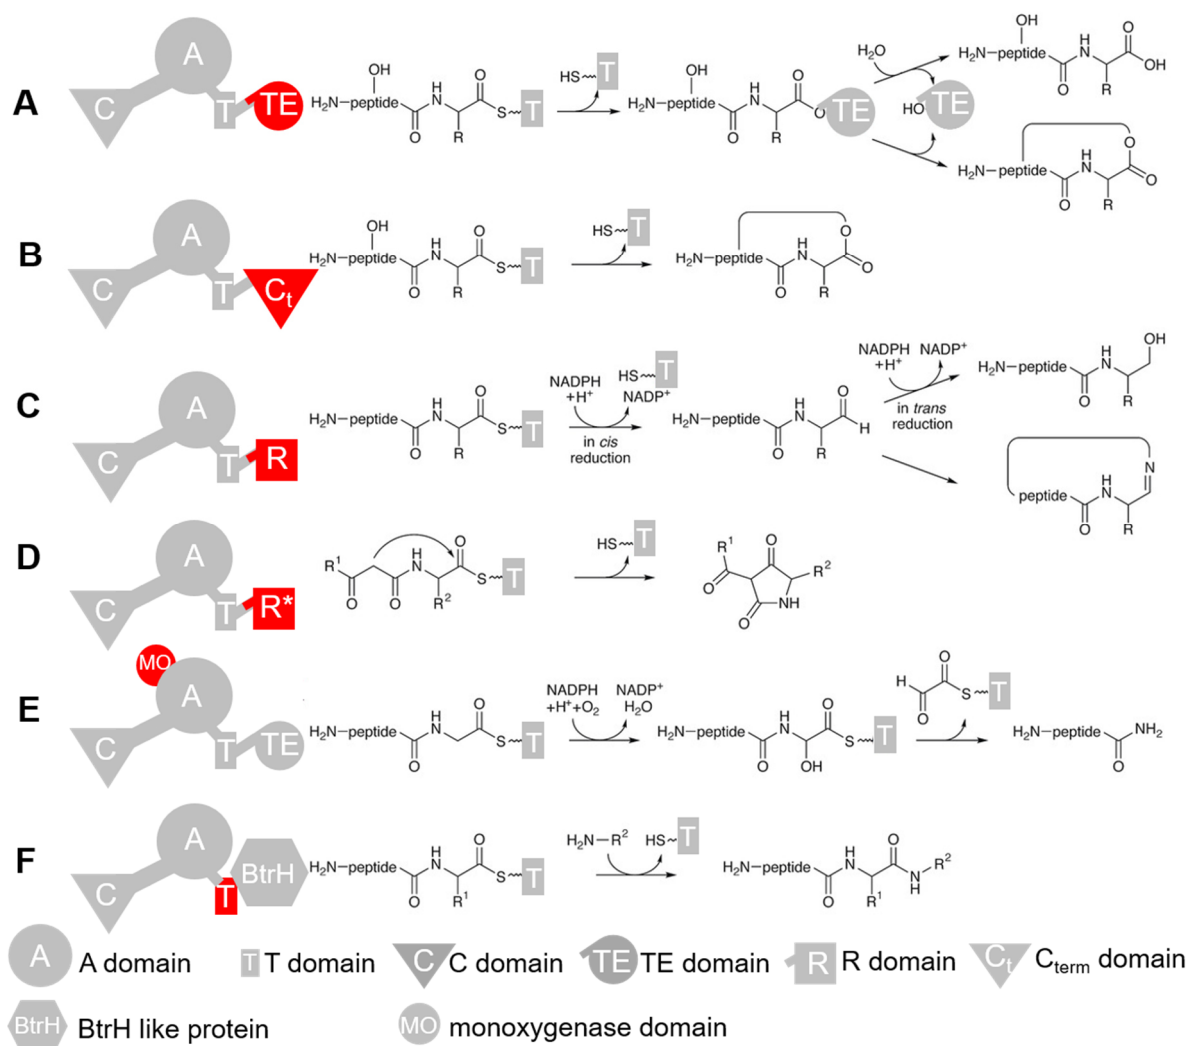 A
A
C
T
TE
H₂N–peptide
OH
O
H
N
R
O
S
T
HS
T
H₂N–peptide
OH
O
H
N
R
O
O
TE
H₂O
HO
TE
H₂N–peptide
OH
O
H
N
R
O
OH
H₂N–peptide
O
H
N
R
O
O
B
A
C
T
Cₜ
H₂N–peptide
OH
O
H
N
R
O
S
T
HS
T
H₂N–peptide
O
H
N
R
O
O
C
A
C
T
R
H₂N–peptide
O
H
N
R
O
S
T
NADPH
+H⁺
HS
T
NADP⁺
in cis
reduction
H₂N–peptide
O
H
N
R
O
H
NADPH
+H⁺
NADP⁺
in trans
reduction
H₂N–peptide
O
H
N
R
OH
peptide
O
H
N
R
N
D
A
C
T
R*
R¹
O
O
H
N
R²
O
S
T
HS
T
R¹
O
O
R²
NH
O
MO
E
A
C
T
TE
H₂N–peptide
O
H
N
O
S
T
NADPH
+H⁺+O₂
NADP⁺
H₂O
H₂N–peptide
O
H
N
OH
O
S
T
H
O
O
S
T
H₂N–peptide
O
NH₂
F
A
C
T
BtrH
H₂N–peptide
O
H
N
R¹
O
S
T
H₂N–R²
HS
T
H₂N–peptide
O
H
N
R¹
O
N
H
R²
A A domain
T T domain
C C domain
TE TE domain
R R domain
Cₜ Cterm domain
BtrH BtrH like protein
MO monoxygenase domain